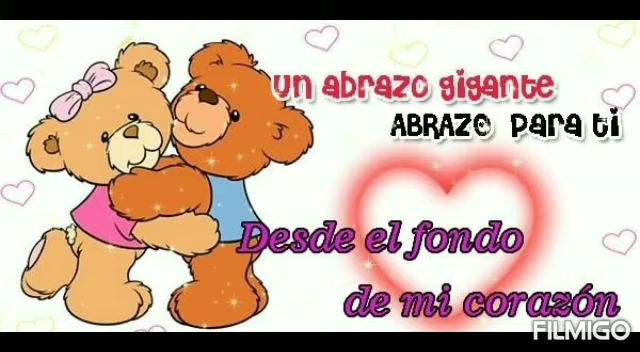 un abrazo gigante
ABRAZO para ti
Desde el fondo
de mi corazón
FILMIGO